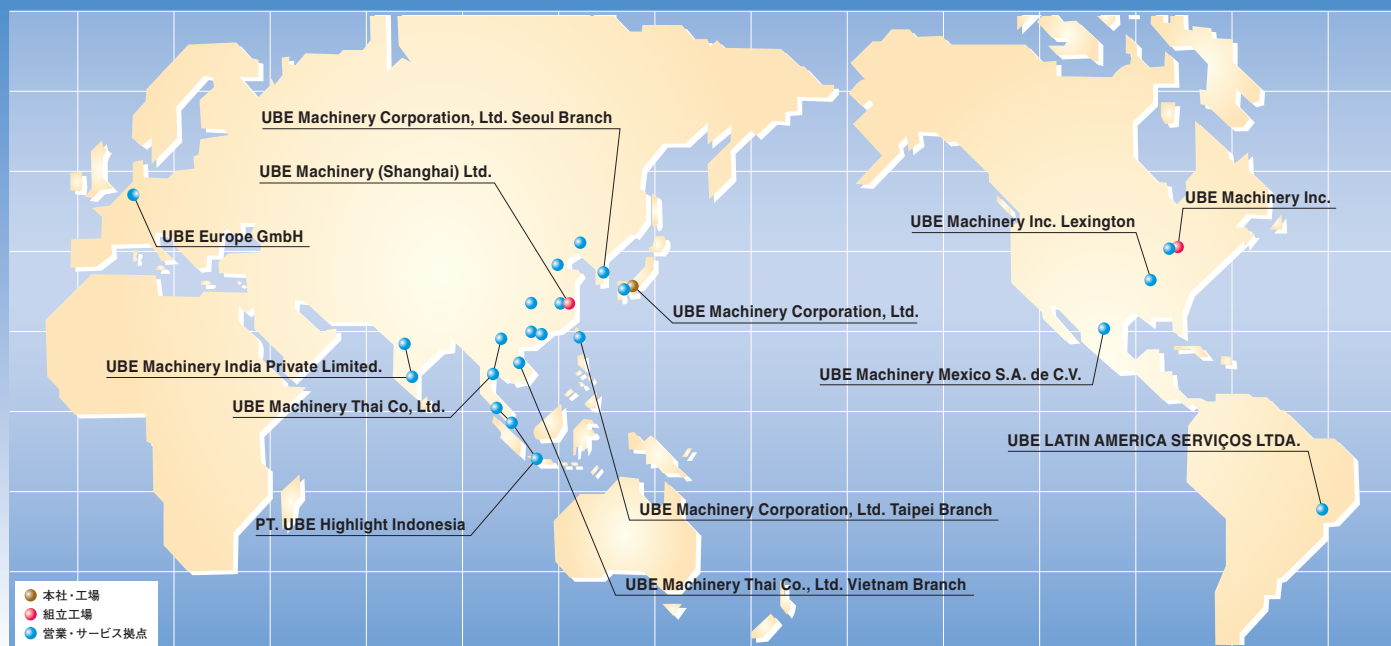 UBE Machinery Corporation, Ltd. Seoul Branch
UBE Machinery (Shanghai) Ltd.
UBE Machinery Inc.
UBE Machinery Inc. Lexington
UBE Europe GmbH
UBE Machinery Corporation, Ltd.
UBE Machinery India Private Limited.
UBE Machinery Mexico S.A. de C.V.
UBE Machinery Thai Co, Ltd.
UBE LATIN AMERICA SERVIÇOS LTDA.
UBE Machinery Corporation, Ltd. Taipei Branch
PT. UBE Highlight Indonesia
UBE Machinery Thai Co., Ltd. Vietnam Branch
本社・工場
組立工場
営業・サービス拠点